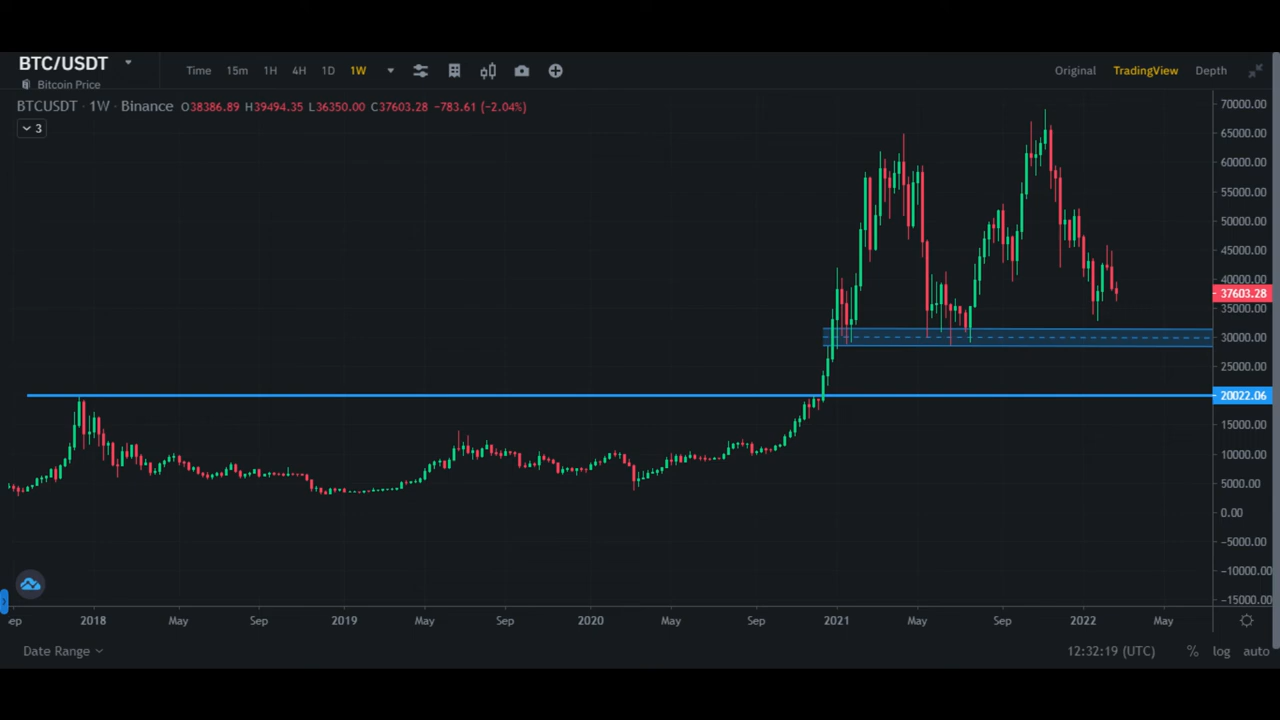 BTC/USDT
Bitcoin Price
Time 15m 1H 4H 1D 1W
Original TradingView Depth
BTCUSDT · 1W · Binance O38386.89 H39494.35 L36350.00 C37603.28 −783.61 (−2.04%)
3
70000.00
65000.00
60000.00
55000.00
50000.00
45000.00
40000.00
37603.28
35000.00
30000.00
25000.00
20022.06
15000.00
10000.00
5000.00
0.00
−5000.00
−10000.00
−15000.00
ep 2018 May Sep 2019 May Sep 2020 May Sep 2021 May Sep 2022 May
Date Range 12:32:19 (UTC) % log auto